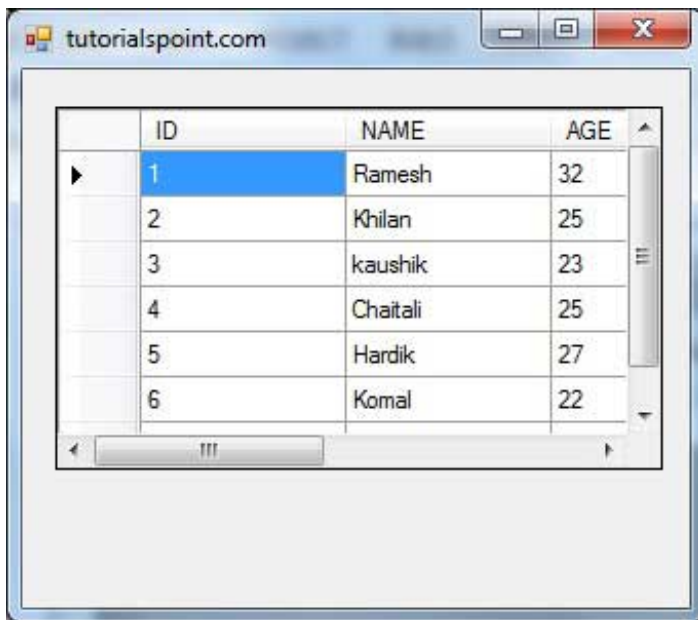 tutorialspoint.com
ID NAME AGE
1 Ramesh 32
2 Khilan 25
3 kaushik 23
4 Chaitali 25
5 Hardik 27
6 Komal 22